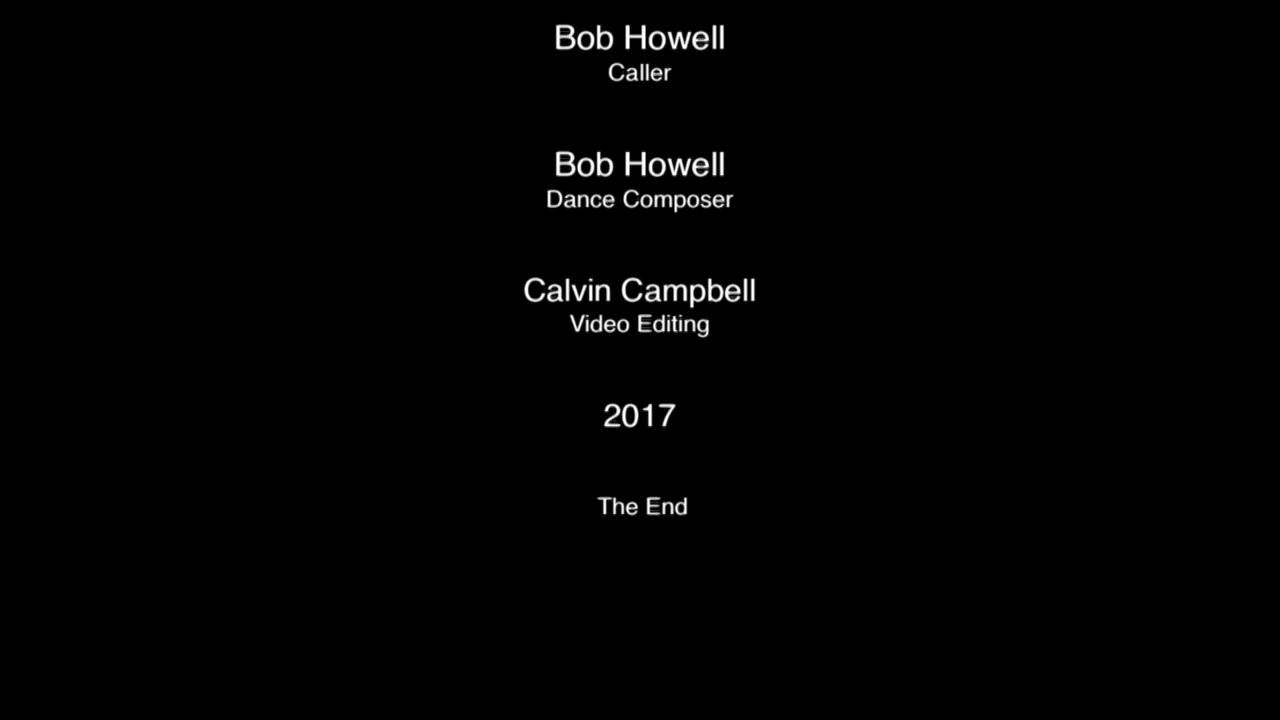 Bob Howell
Caller
Bob Howell
Dance Composer
Calvin Campbell
Video Editing
2017
The End